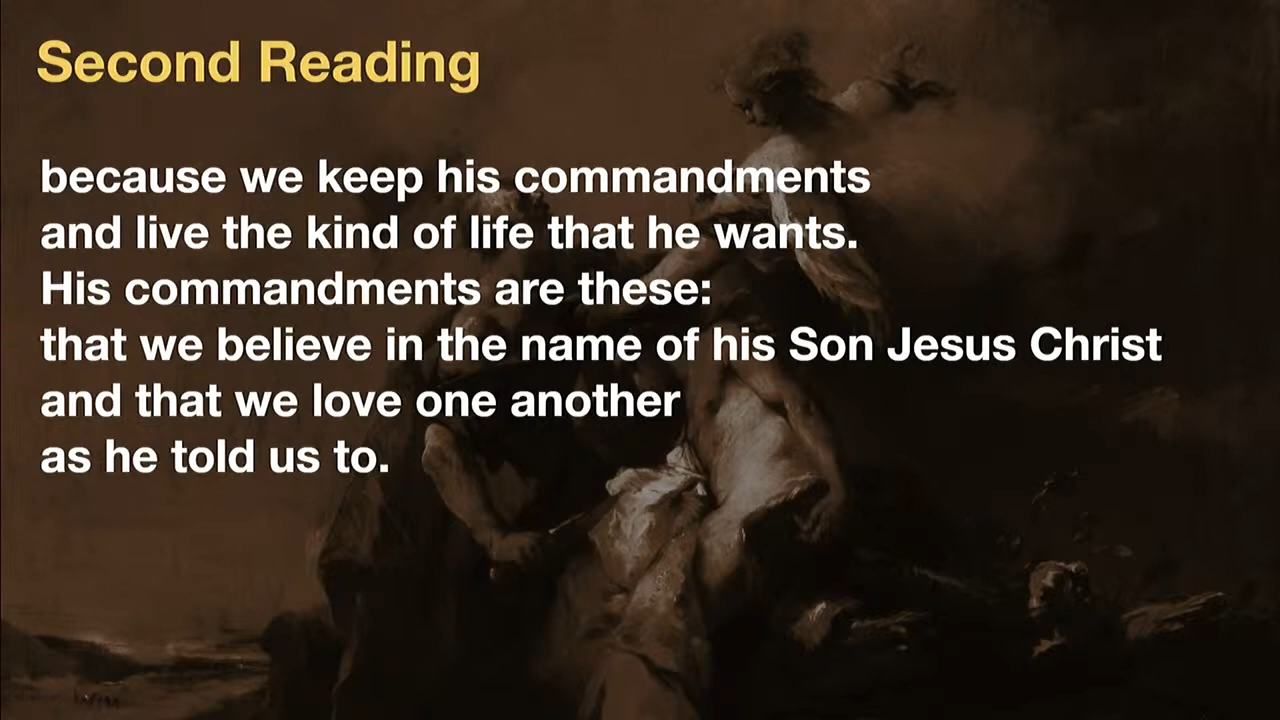 Second Reading
because we keep his commandments
and live the kind of life that he wants.
His commandments are these:
that we believe in the name of his Son Jesus Christ
and that we love one another
as he told us to.